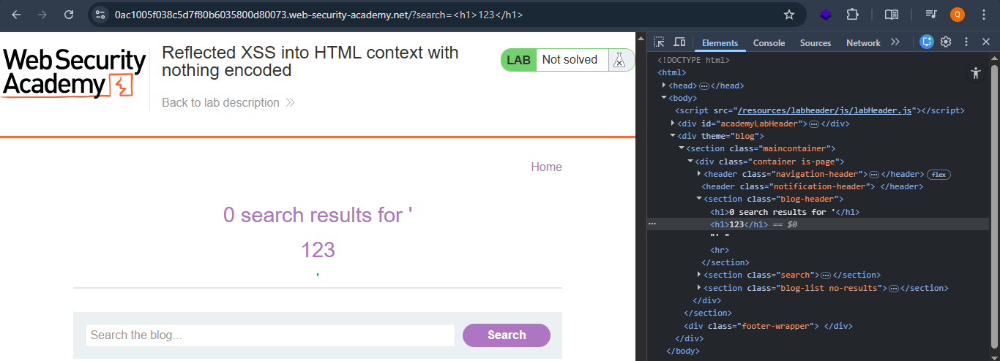 0ac1005f038c5d7f80b6035800d80073.web-security-academy.net/?search=<h1>123</h1>
Q
Web Security
Academy
Reflected XSS into HTML context with
nothing encoded
Back to lab description
LAB
Not solved
Home
0 search results for '
123
'
Search the blog...
Search
Elements
Console
Sources
Network
<!DOCTYPE html>
<html>
<head>…</head>
<body>
<script src="/resources/labheader/js/labHeader.js"></script>
<div id="academyLabHeader">…</div>
<div theme="blog">
<section class="maincontainer">
<div class="container is-page">
<header class="navigation-header">…</header> flex
<header class="notification-header"> </header>
<section class="blog-header">
<h1>0 search results for '</h1>
… <h1>123</h1> == $0
"' "
<hr>
</section>
<section class="search">…</section>
<section class="blog-list no-results">…</section>
</div>
</section>
<div class="footer-wrapper"> </div>
</div>
</body>